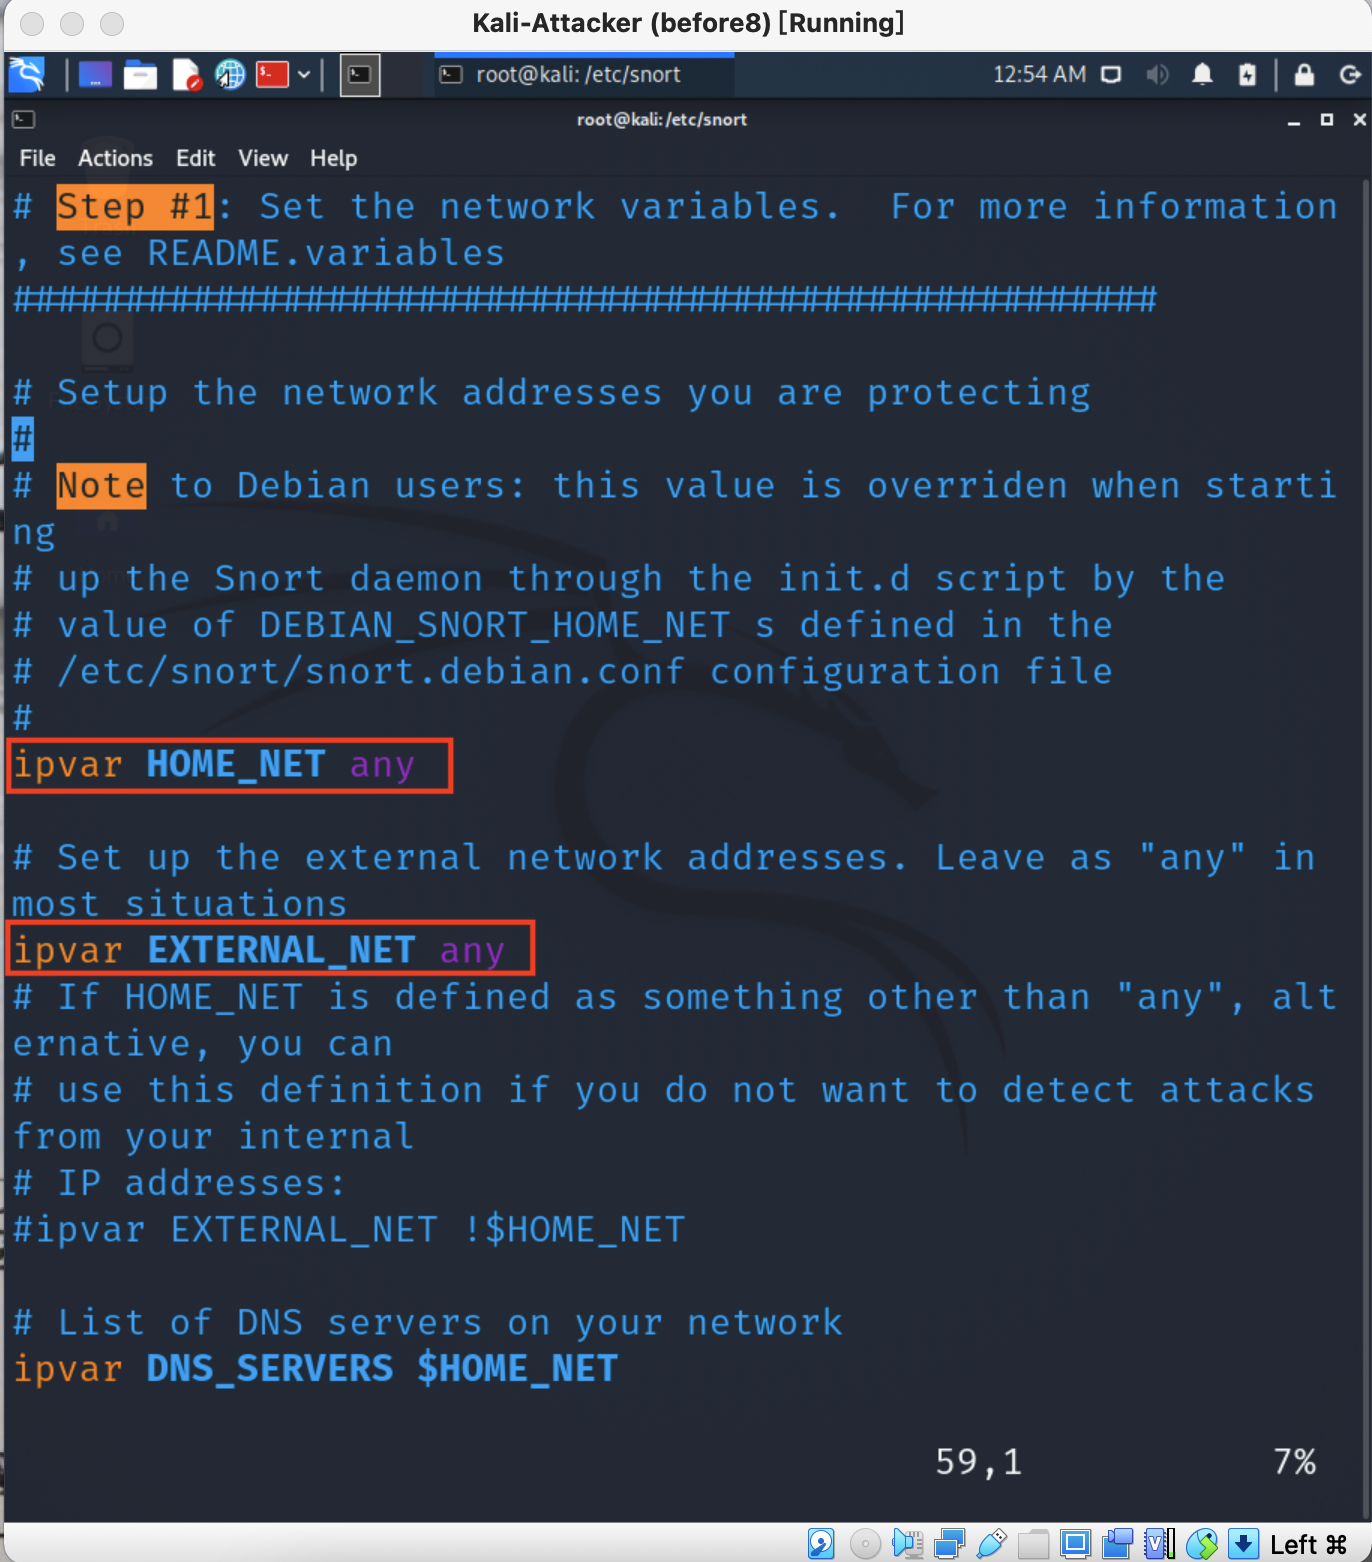 Kali-Attacker (before8) [Running]
root@kali: /etc/snort
12:54 AM
root@kali: /etc/snort
File Actions Edit View Help
# Step #1: Set the network variables.  For more information
, see README.variables
###################################################
# Setup the network addresses you are protecting
#
# Note to Debian users: this value is overriden when starti
ng
# up the Snort daemon through the init.d script by the
# value of DEBIAN_SNORT_HOME_NET s defined in the
# /etc/snort/snort.debian.conf configuration file
#
ipvar HOME_NET any
# Set up the external network addresses. Leave as "any" in
most situations
ipvar EXTERNAL_NET any
# If HOME_NET is defined as something other than "any", alt
ernative, you can
# use this definition if you do not want to detect attacks
from your internal
# IP addresses:
#ipvar EXTERNAL_NET !$HOME_NET
# List of DNS servers on your network
ipvar DNS_SERVERS $HOME_NET
59,1 7%
Left ⌘